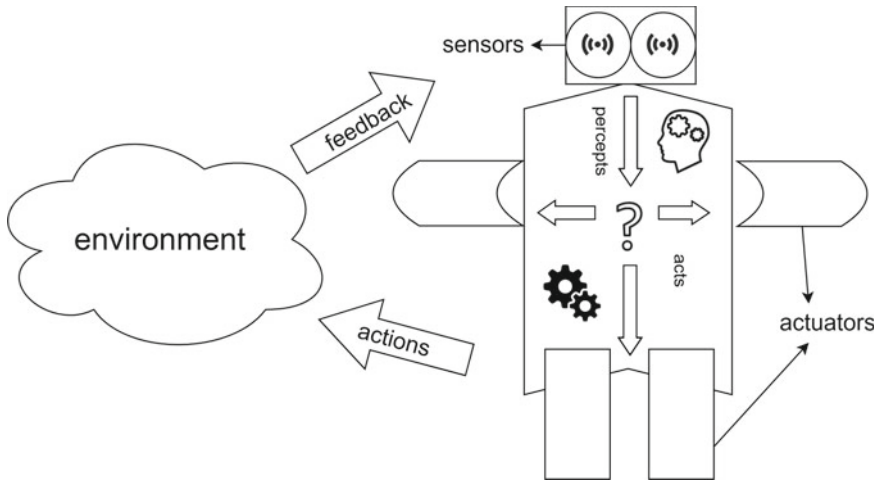 sensors
feedback
percepts
environment
?
acts
actions
actuators